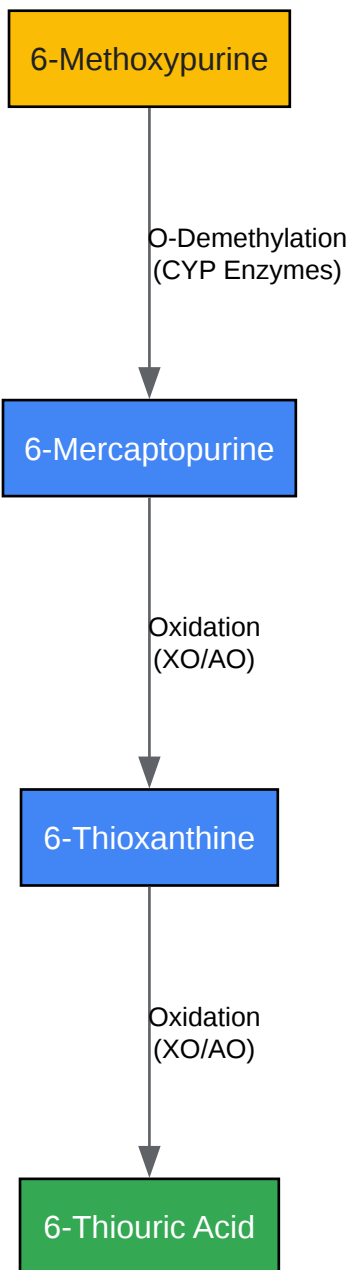 6-Methoxypurine
O-Demethylation
(CYP Enzymes)
6-Mercaptopurine
Oxidation
(XO/AO)
6-Thioxanthine
Oxidation
(XO/AO)
6-Thiouric Acid